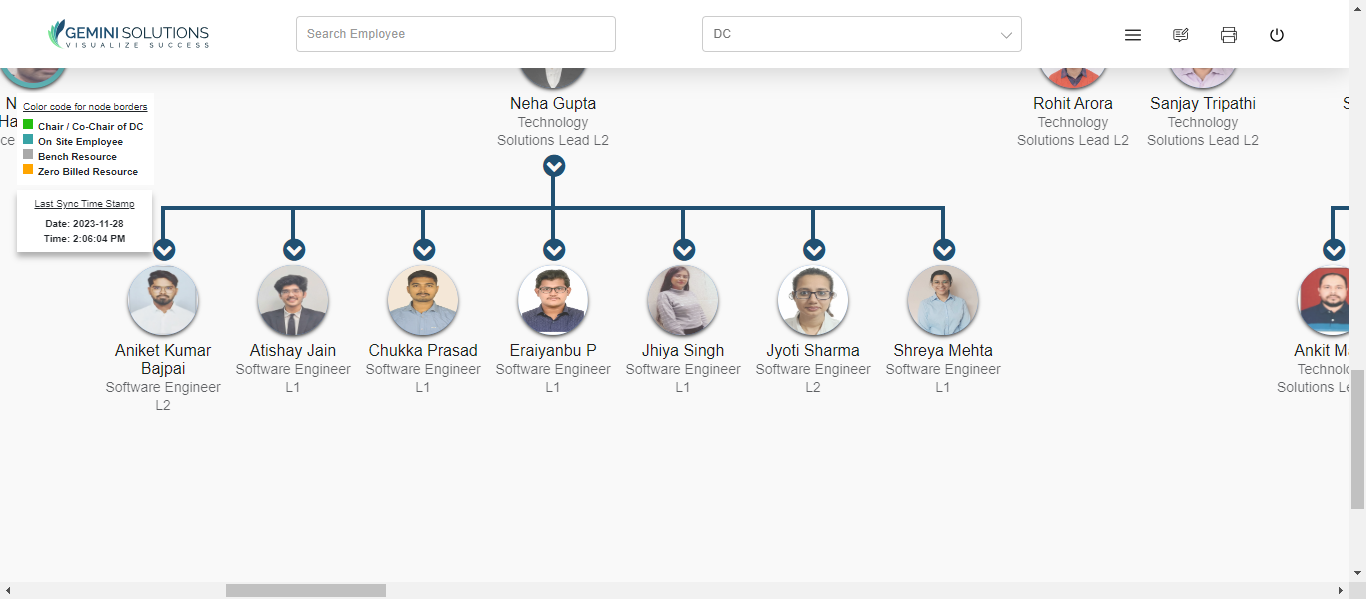 GEMINI SOLUTIONS
VISUALIZE SUCCESS
Search Employee
DC
N
Ha
ce
Color code for node borders
Chair / Co-Chair of DC
On Site Employee
Bench Resource
Zero Billed Resource
Last Sync Time Stamp
Date: 2023-11-28
Time: 2:06:04 PM
Neha Gupta
Technology
Solutions Lead L2
Rohit Arora
Technology
Solutions Lead L2
Sanjay Tripathi
Technology
Solutions Lead L2
S
Aniket Kumar
Bajpai
Software Engineer
L2
Atishay Jain
Software Engineer
L1
Chukka Prasad
Software Engineer
L1
Eraiyanbu P
Software Engineer
L1
Jhiya Singh
Software Engineer
L1
Jyoti Sharma
Software Engineer
L2
Shreya Mehta
Software Engineer
L1
Ankit M
Technolo
Solutions Le